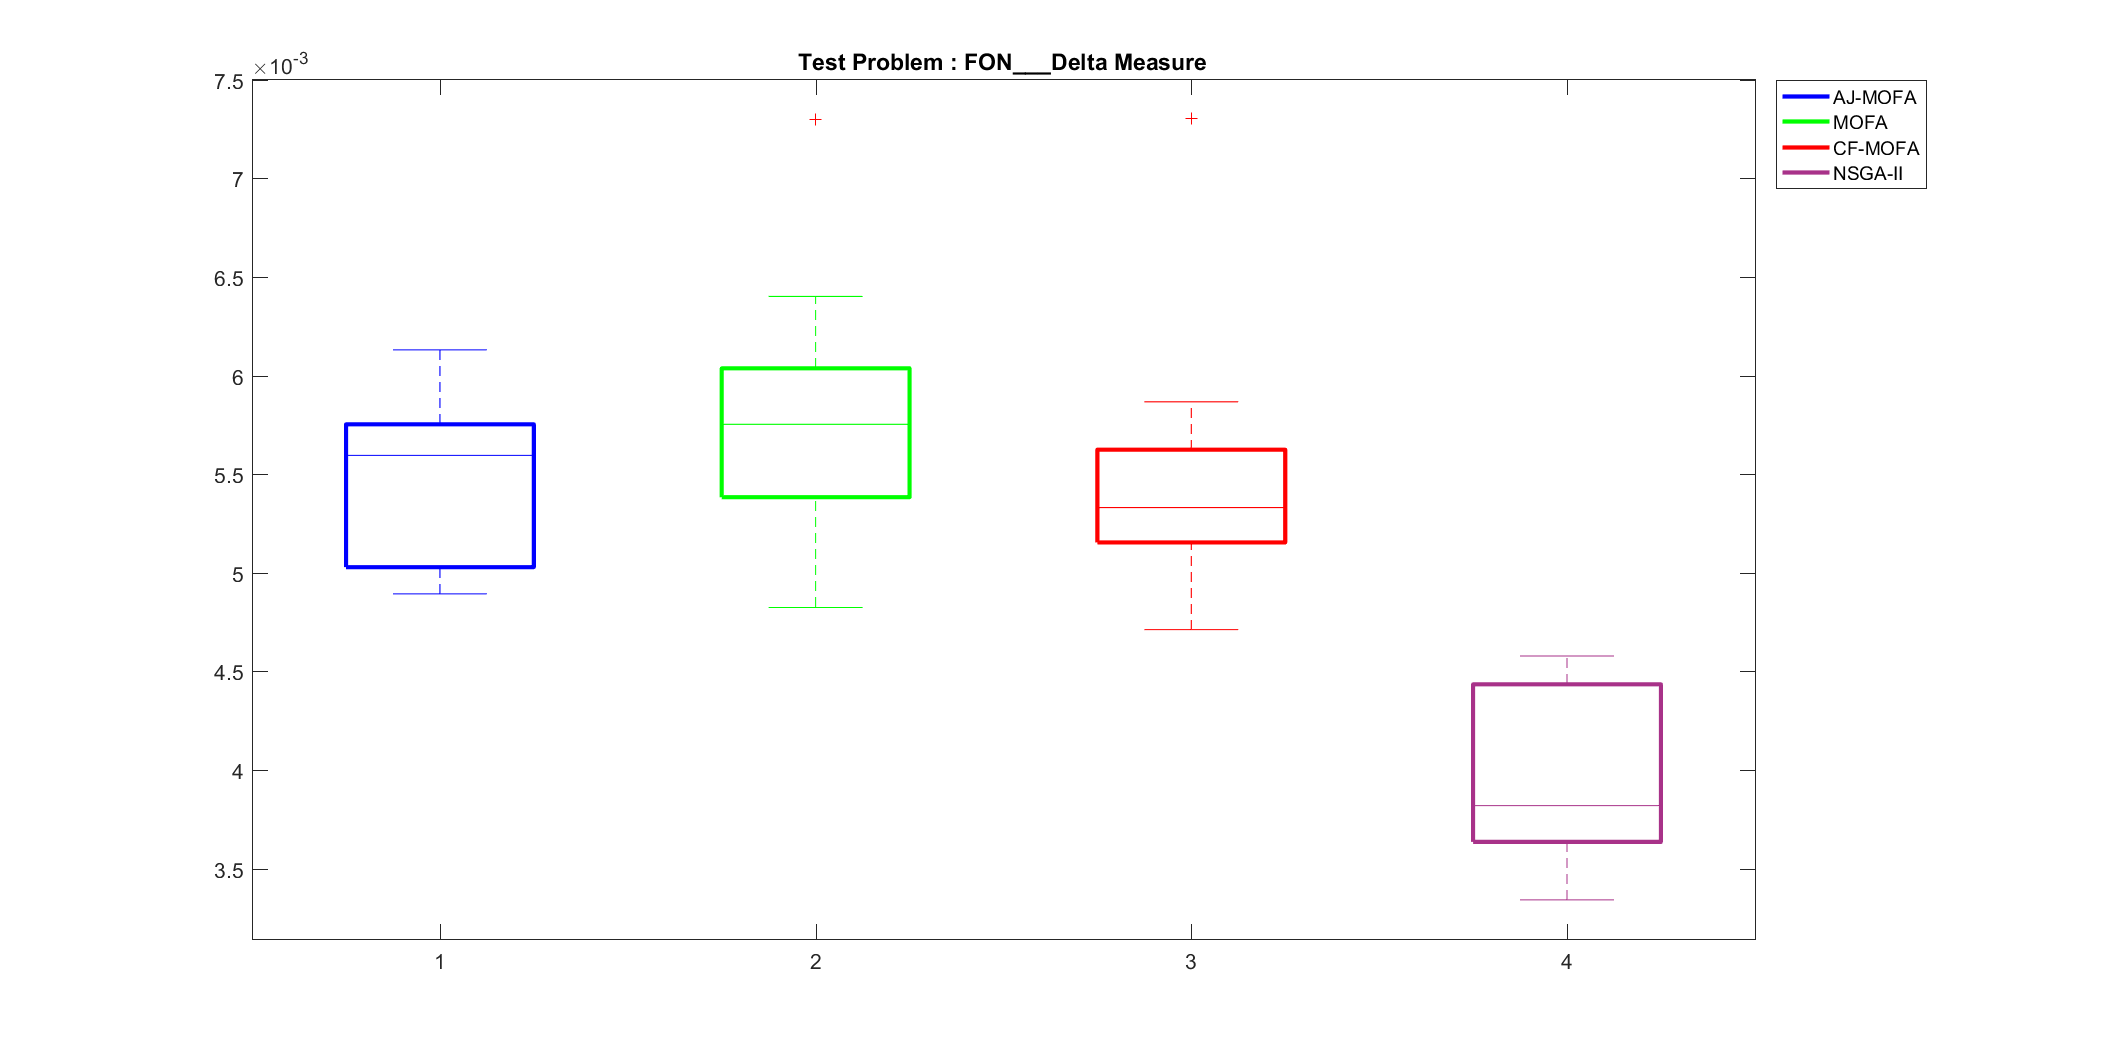 Test Problem : FON___Delta Measure
×10-3
7.5
7
6.5
6
5.5
5
4.5
4
3.5
1
2
3
4
AJ-MOFA
MOFA
CF-MOFA
NSGA-II